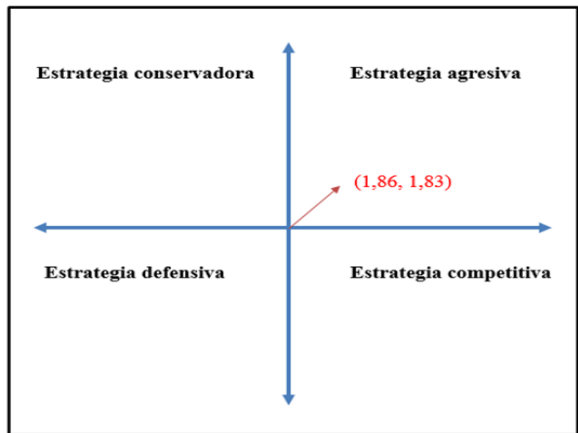 Estrategia conservadora
Estrategia agresiva
(1,86, 1,83)
Estrategia defensiva
Estrategia competitiva